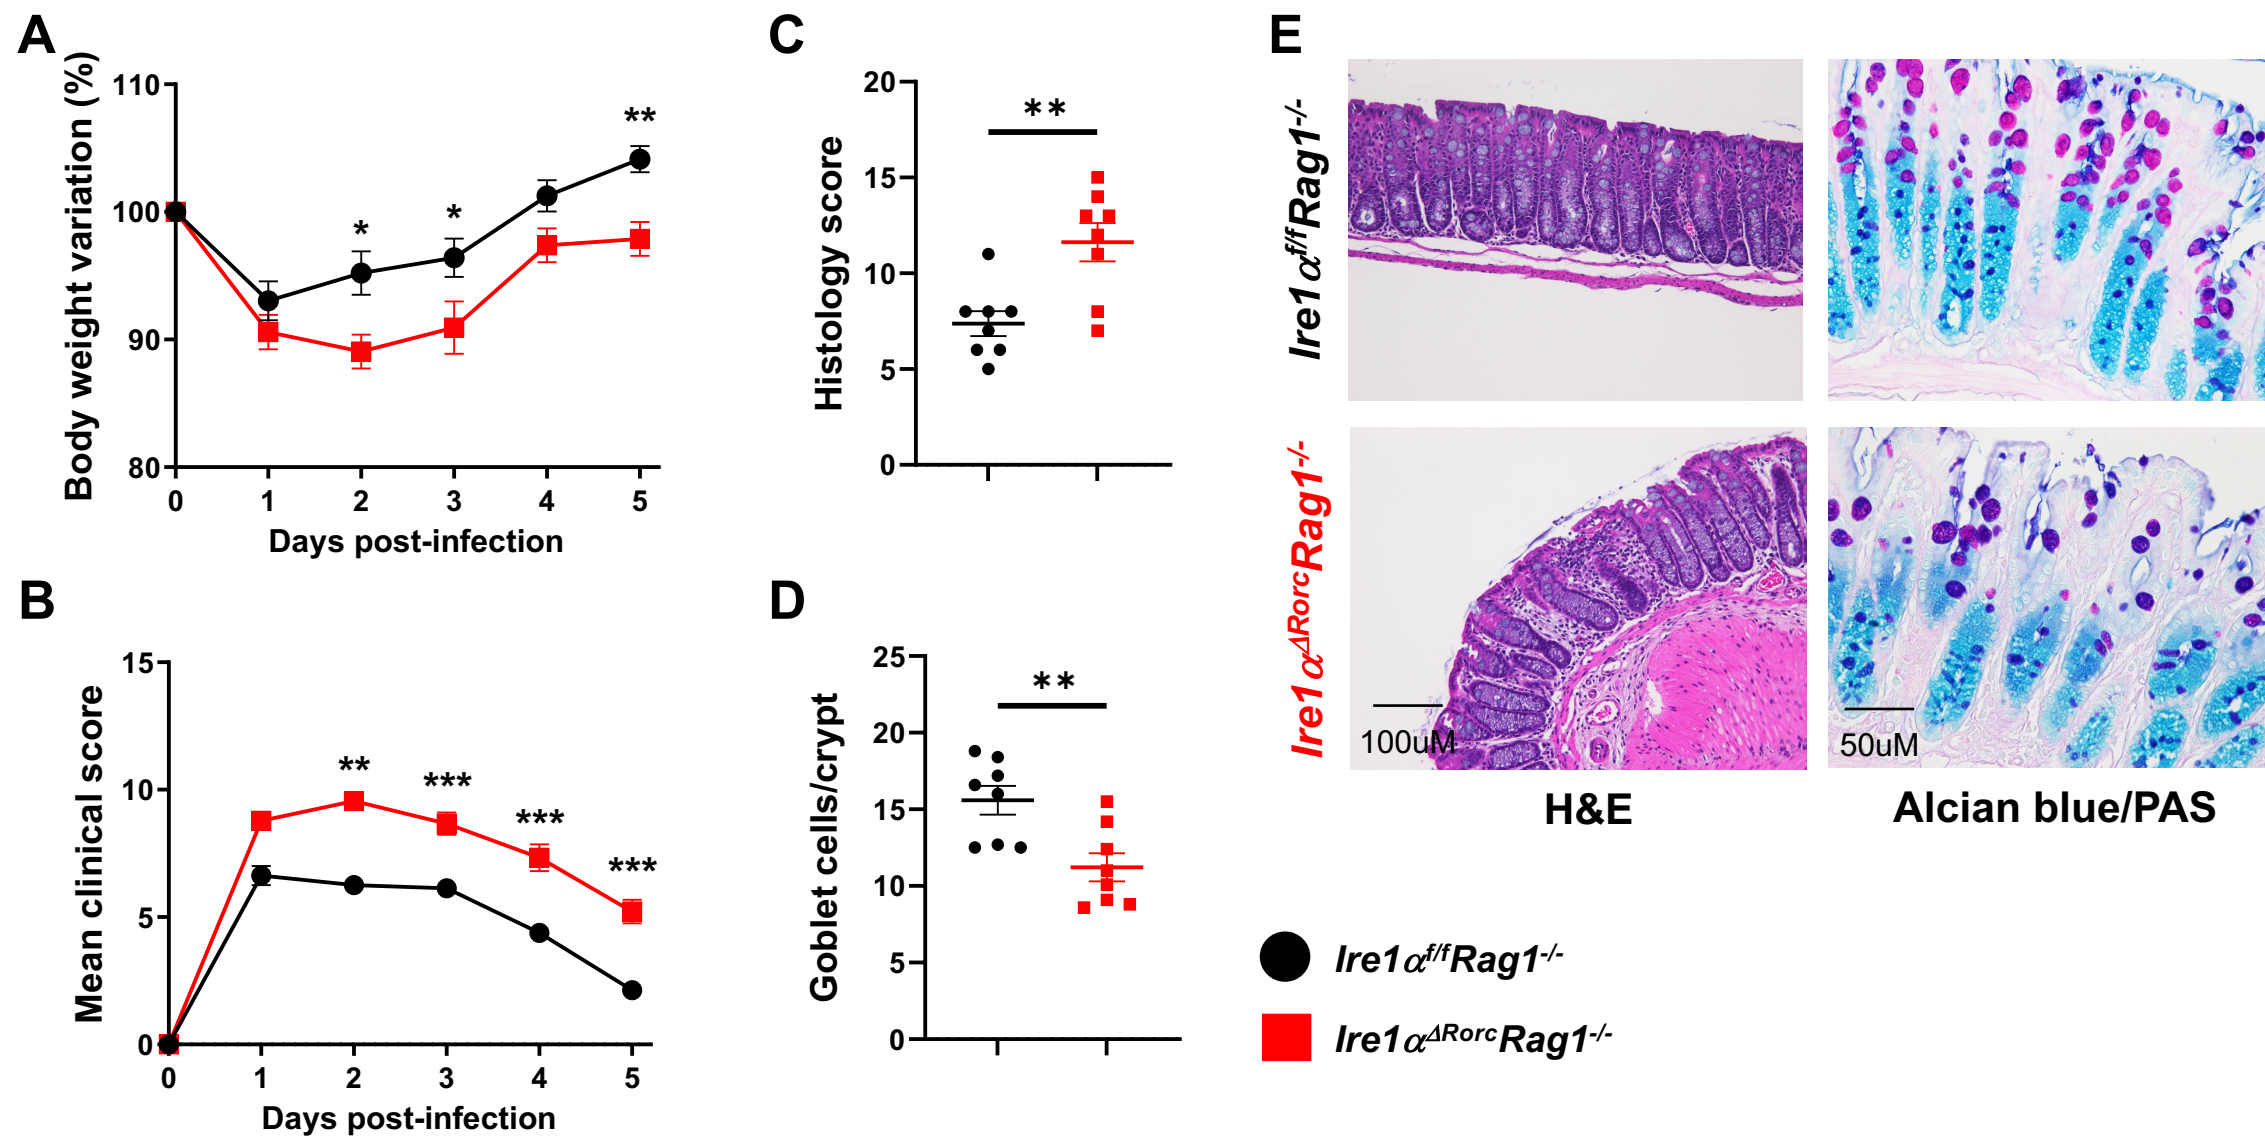 A
Body weight variation (%)
110
100
90
80
0 1 2 3 4 5
* * **
Days post-infection
B
Mean clinical score
15
10
5
0
0 1 2 3 4 5
** *** *** ***
Days post-infection
C
Histology score
20
15
10
5
0
**
D
Goblet cells/crypt
25
20
15
10
5
0
**
E
Ire1αf/fRag1-/-
Ire1αΔRorcRag1-/-
100uM
50uM
H&E
Alcian blue/PAS
Ire1αf/fRag1-/-
Ire1αΔRorcRag1-/-